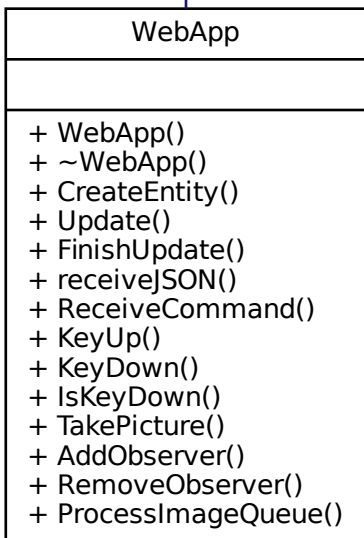 WebApp
+ WebApp()
+ ~WebApp()
+ CreateEntity()
+ Update()
+ FinishUpdate()
+ receiveJSON()
+ ReceiveCommand()
+ KeyUp()
+ KeyDown()
+ IsKeyDown()
+ TakePicture()
+ AddObserver()
+ RemoveObserver()
+ ProcessImageQueue()